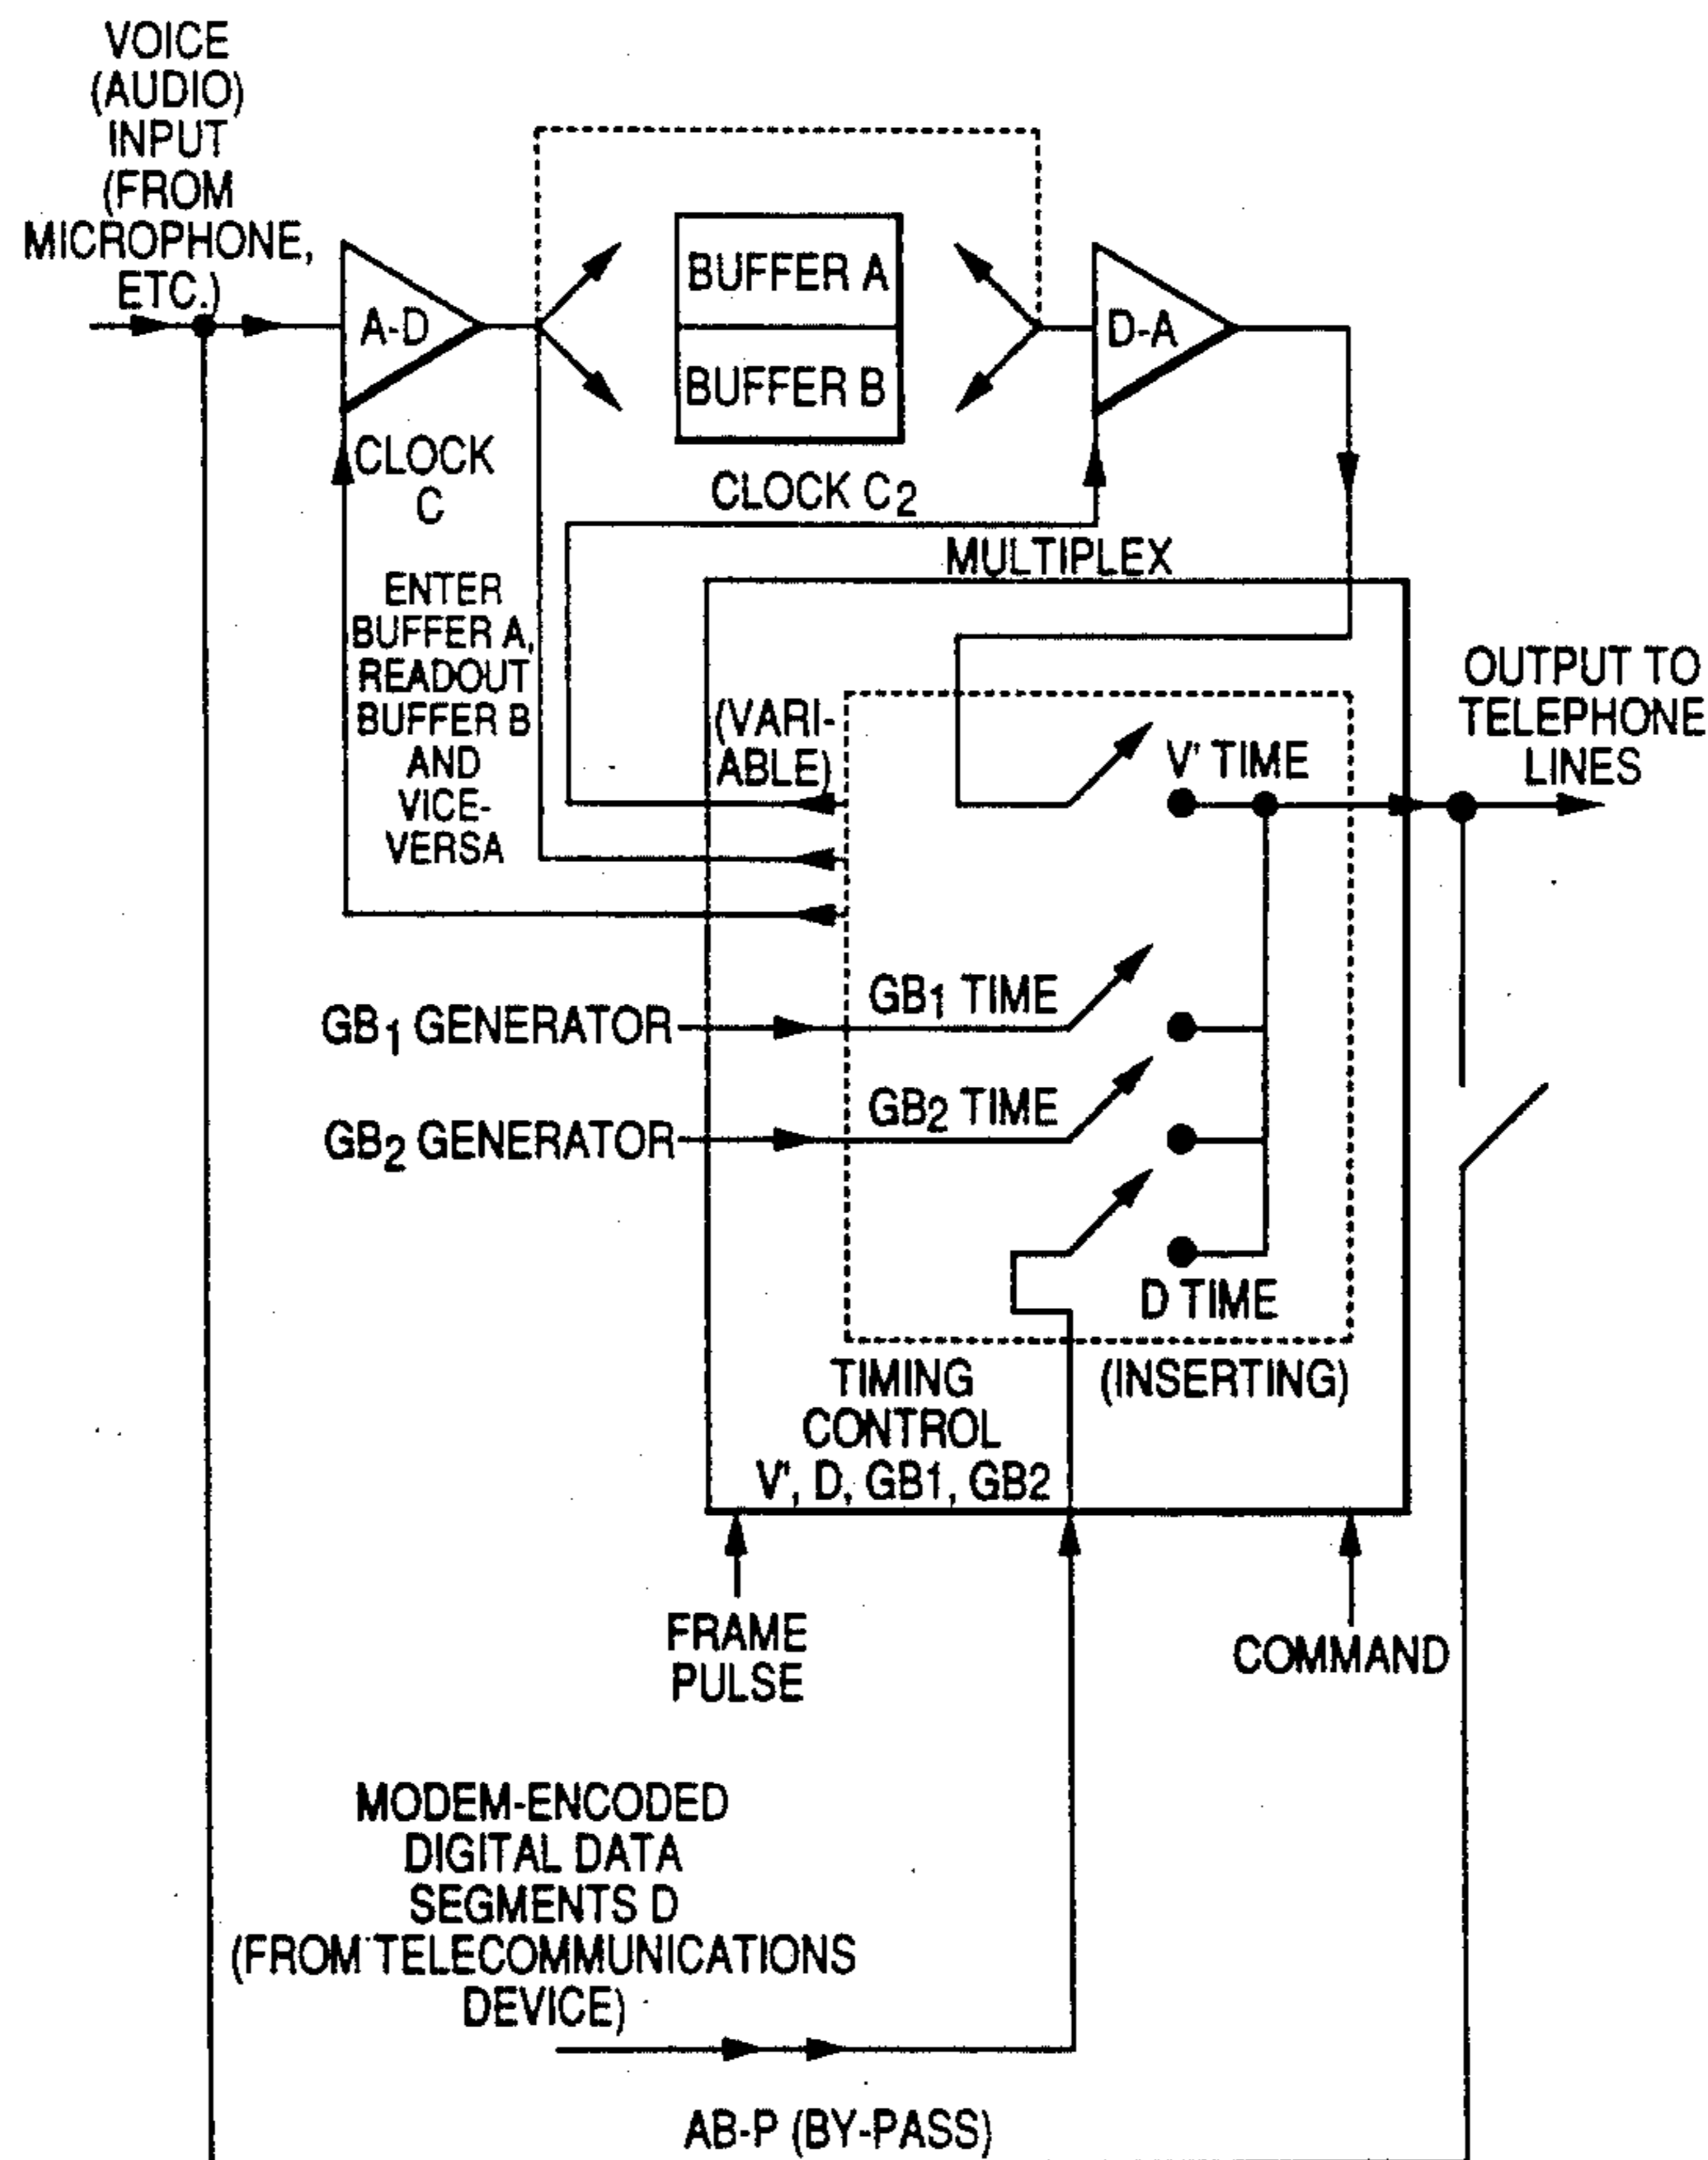 VOICE
(AUDIO)
INPUT
(FROM
MICROPHONE,
ETC.)
A-D
BUFFER A
BUFFER B
D-A
CLOCK
C
CLOCK C2
MULTIPLEX
ENTER
BUFFER A,
READOUT
BUFFER B
AND
VICE-
VERSA
(VARI-
ABLE)
V' TIME
OUTPUT TO
TELEPHONE
LINES
GB1 GENERATOR
GB1 TIME
GB2 GENERATOR
GB2 TIME
D TIME
TIMING
CONTROL
V', D, GB1, GB2
(INSERTING)
FRAME
PULSE
COMMAND
MODEM-ENCODED
DIGITAL DATA
SEGMENTS D
(FROM TELECOMMUNICATIONS
DEVICE)
AB-P (BY-PASS)